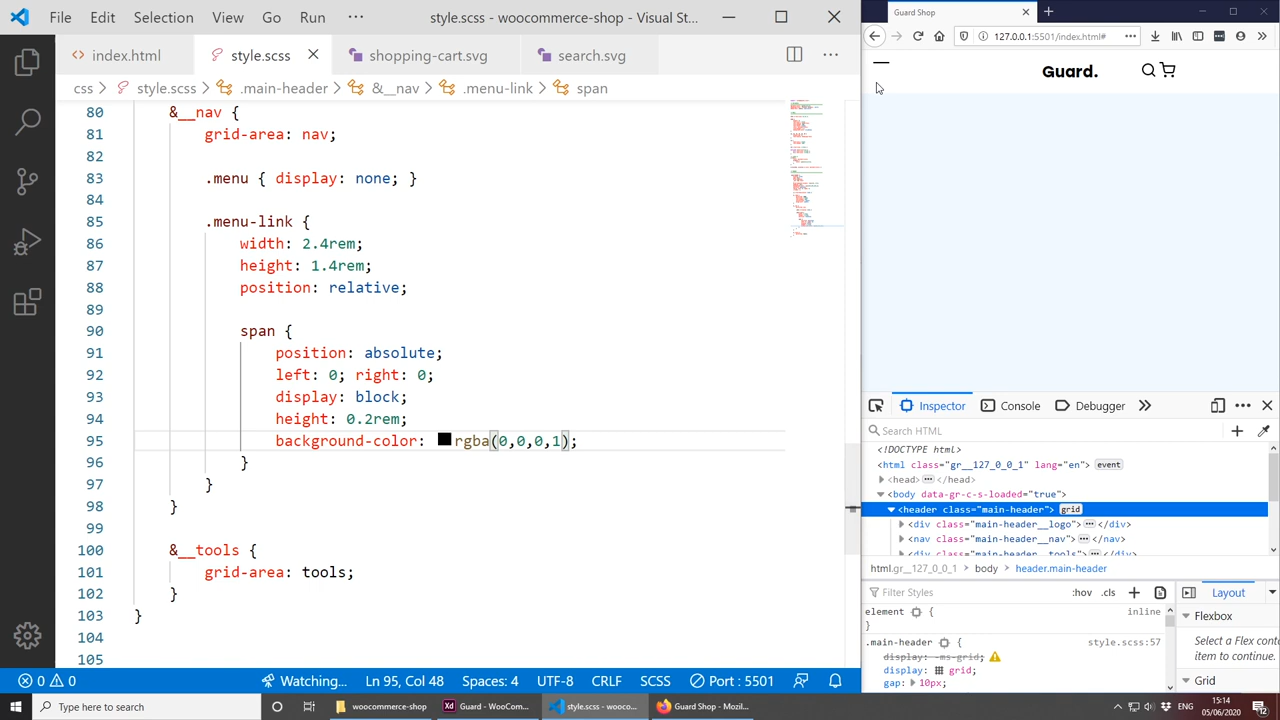 File Edit Selection View Go Run ··· style.scss - woocommerce-shop - Visual St...
index.html style.scss shopping-cart.svg search.svg
css > style.scss > .main-header > &__nav > .menu-link > span
&__nav {
grid-area: nav;
.menu { display: none; }
.menu-link {
width: 2.4rem;
87 height: 1.4rem;
88 position: relative;
89
90 span {
91 position: absolute;
92 left: 0; right: 0;
93 display: block;
94 height: 0.2rem;
95 background-color: rgba(0,0,0,1);
96 }
97 }
98 }
99
100 &__tools {
101 grid-area: tools;
102 }
103 }
104
105
0 0 Watching... Ln 95, Col 48 Spaces: 4 UTF-8 CRLF SCSS Port : 5501
Guard Shop
127.0.0.1:5501/index.html#
Guard.
Inspector Console Debugger
Search HTML
<!DOCTYPE html>
<html class="gr__127_0_0_1" lang="en"> event
<head> ··· </head>
<body data-gr-c-s-loaded="true">
<header class="main-header"> grid
<div class="main-header__logo"> ··· </div>
<nav class="main-header__nav"> ··· </nav>
<div class="main-header__tools"> ··· </div>
html.gr__127_0_0_1 > body > header.main-header
Filter Styles :hov .cls Layout
element { inline
}
.main-header { style.scss:57
display: -ms-grid;
display: grid;
gap: 10px;
Flexbox
Select a Flex conta
item to continue.
Grid
Type here to search woocommerce-shop Guard - WooCom... style.scss - wooco... Guard Shop - Mozil... ENG 15:14
05/06/2020